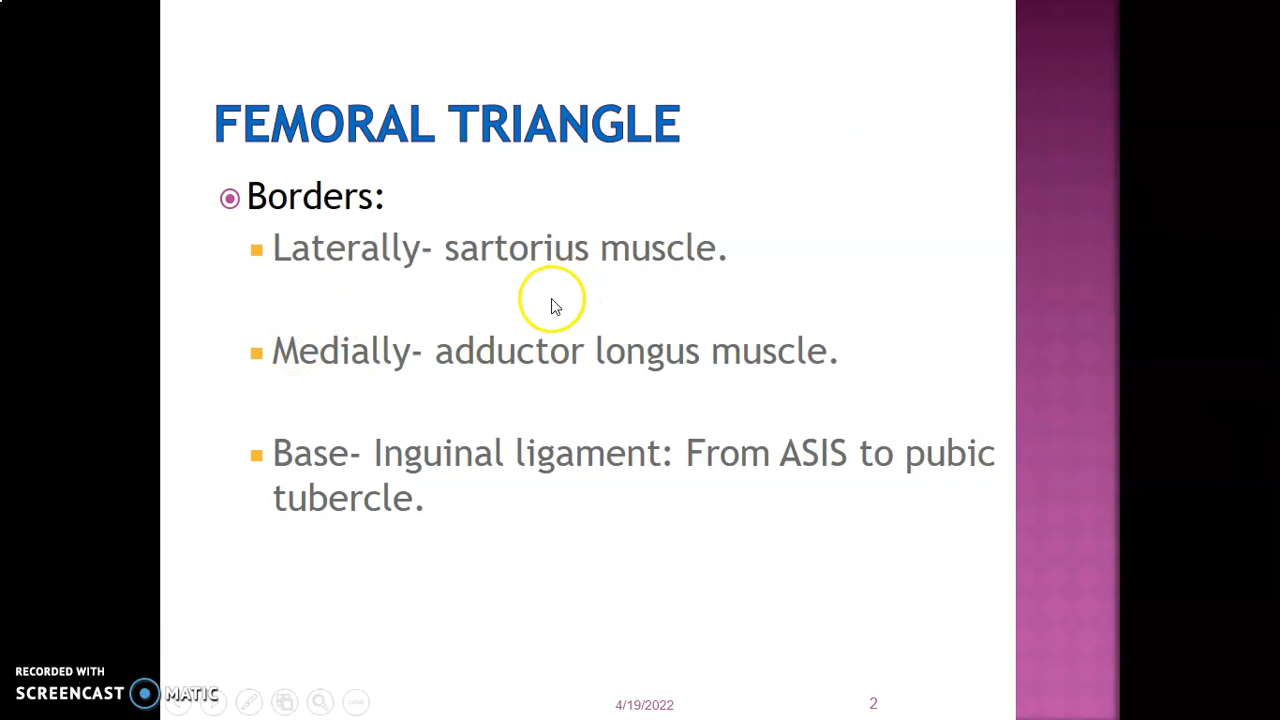 FEMORAL TRIANGLE
Borders:
Laterally- sartorius muscle.
Medially- adductor longus muscle.
Base- Inguinal ligament: From ASIS to pubic
tubercle.
RECORDED WITH
SCREENCAST MATIC
4/19/2022
2